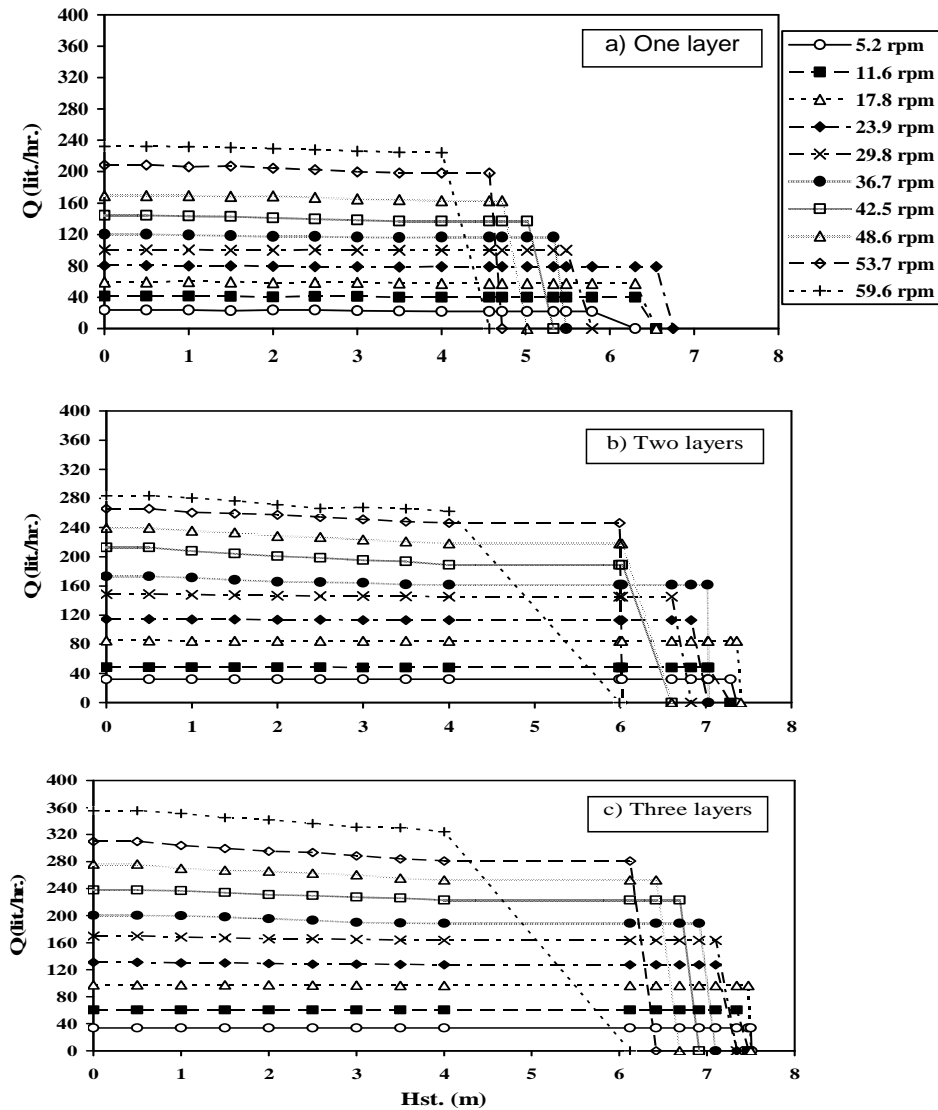 a) One layer
Q (lit./hr.)
400
360
320
280
240
200
160
120
80
40
0
0 1 2 3 4 5 6 7 8
5.2 rpm
11.6 rpm
17.8 rpm
23.9 rpm
29.8 rpm
36.7 rpm
42.5 rpm
48.6 rpm
53.7 rpm
59.6 rpm
b) Two layers
Q(lit./hr.)
400
360
320
280
240
200
160
120
80
40
0
0 1 2 3 4 5 6 7 8
c) Three layers
Q(lit./hr.)
400
360
320
280
240
200
160
120
80
40
0
0 1 2 3 4 5 6 7 8
Hst. (m)